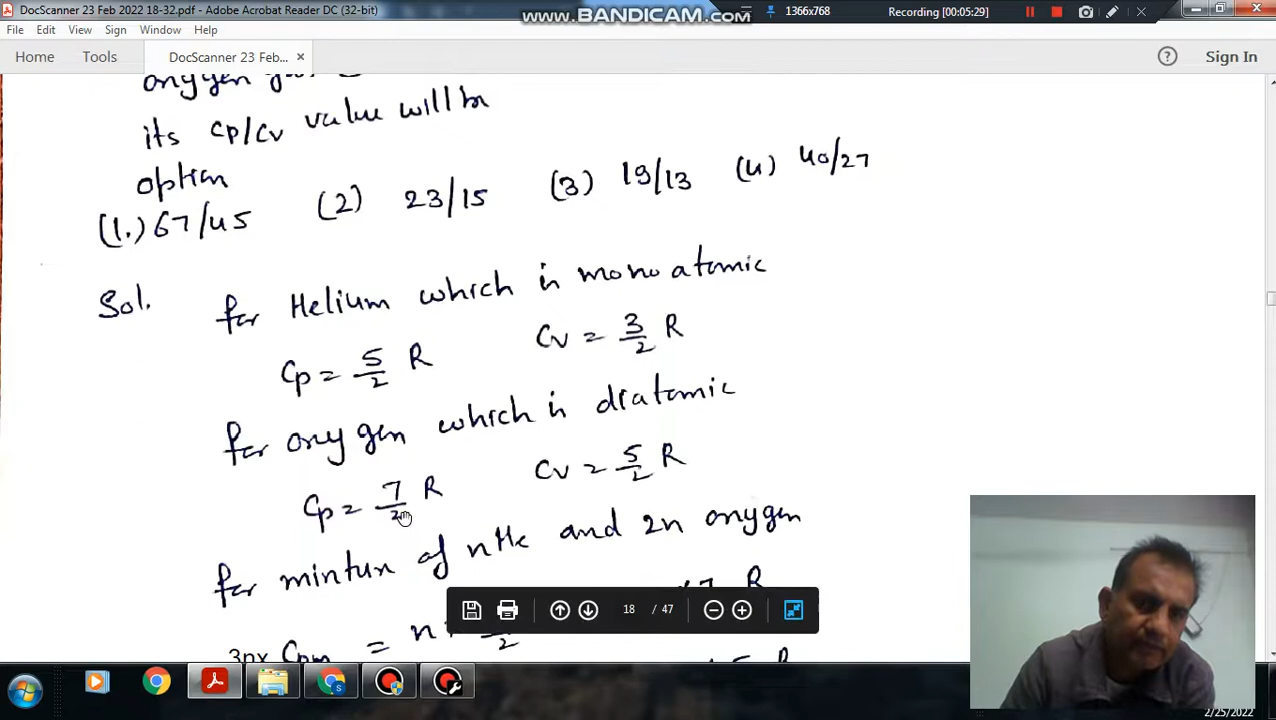 DocScanner 23 Feb 2022 18-32.pdf - Adobe Acrobat Reader DC (32-bit)
www.BANDICAM.com
1366x768
Recording [00:05:29]
File Edit View Sign Window Help
Home Tools DocScanner 23 Feb... × Sign In
its Cp/Cv value will be
option
(1.) 67/45 (2) 23/15 (3) 19/13 (4) 40/27
Sol. for Helium which is monoatomic
Cp = 5/2 R Cv = 3/2 R
for oxygen which is diatomic
Cp = 7/2 R Cv = 5/2 R
for mixture of nHe and 2n oxygen
18 / 47
3nx Cpm = n
2/25/2022